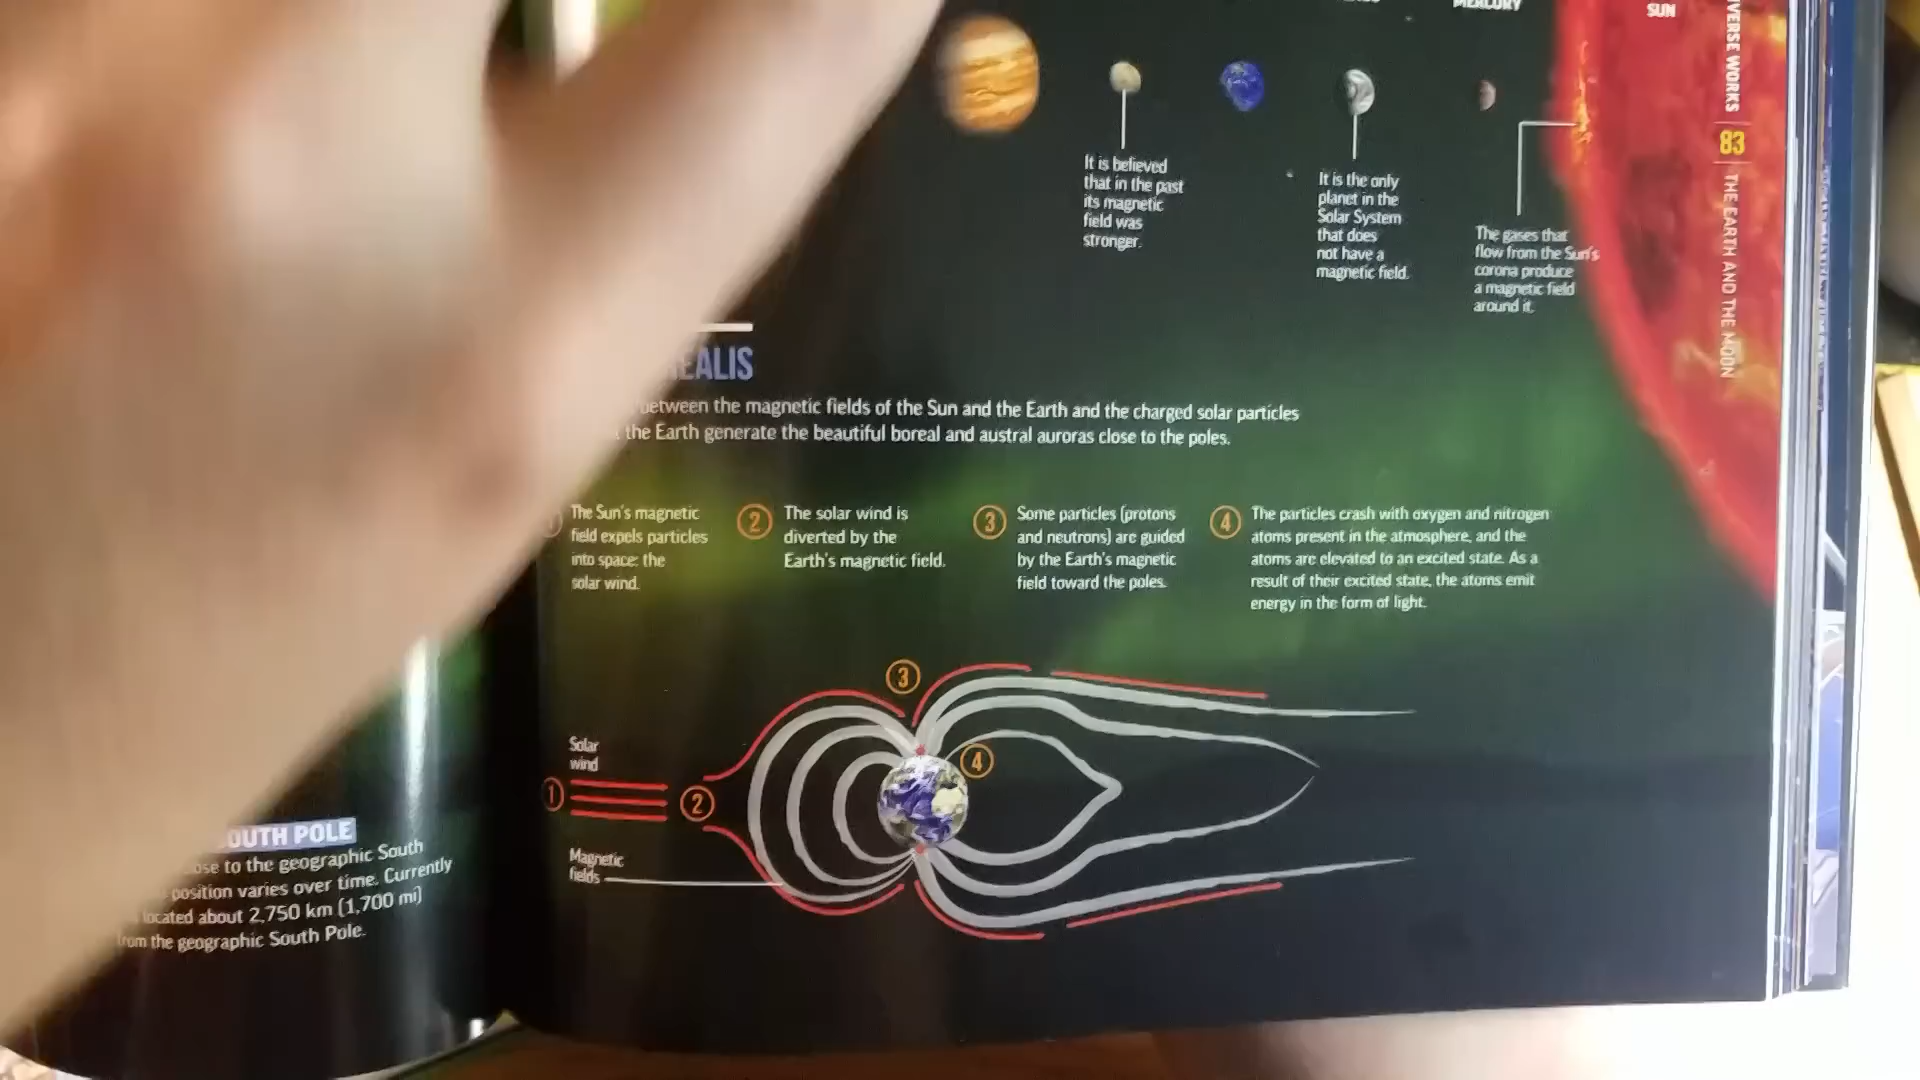 MERCURY
SUN
VERSE WORKS
83
THE EARTH AND THE MOON
It is believed
that in the past
its magnetic
field was
stronger.
It is the only
planet in the
Solar System
that does
not have a
magnetic field.
The gases that
flow from the Sun's
corona produce
a magnetic field
around it.
EALIS
between the magnetic fields of the Sun and the Earth and the charged solar particles
the Earth generate the beautiful boreal and austral auroras close to the poles.
The Sun's magnetic
field expels particles
into space: the
solar wind.
2
The solar wind is
diverted by the
Earth's magnetic field.
3
Some particles (protons
and neutrons) are guided
by the Earth's magnetic
field toward the poles.
4
The particles crash with oxygen and nitrogen
atoms present in the atmosphere, and the
atoms are elevated to an excited state. As a
result of their excited state, the atoms emit
energy in the form of light.
3
4
Solar
wind
1
2
Magnetic
fields
OUTH POLE
ose to the geographic South
position varies over time. Currently
located about 2,750 km (1,700 mi)
from the geographic South Pole.